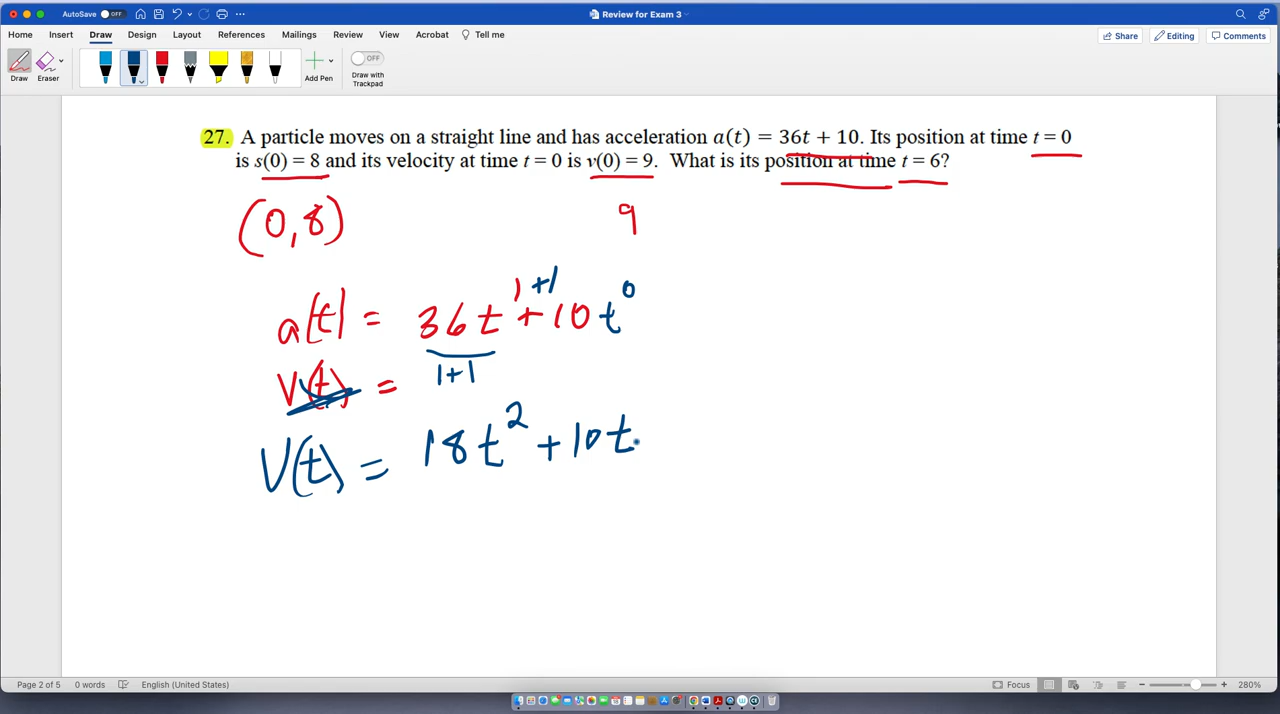 AutoSave OFF Review for Exam 3
Home Insert Draw Design Layout References Mailings Review View Acrobat Tell me Share Editing Comments
Draw Eraser Add Pen OFF Draw with Trackpad
27. A particle moves on a straight line and has acceleration a(t) = 36t + 10. Its position at time t = 0
is s(0) = 8 and its velocity at time t = 0 is v(0) = 9. What is its position at time t = 6?
(0,8) 9
a(t) = 36t^1+1 + 10t^0
1+1
v(t) =
V(t) = 18t^2 + 10t
Page 2 of 5 0 words English (United States) Focus 280%